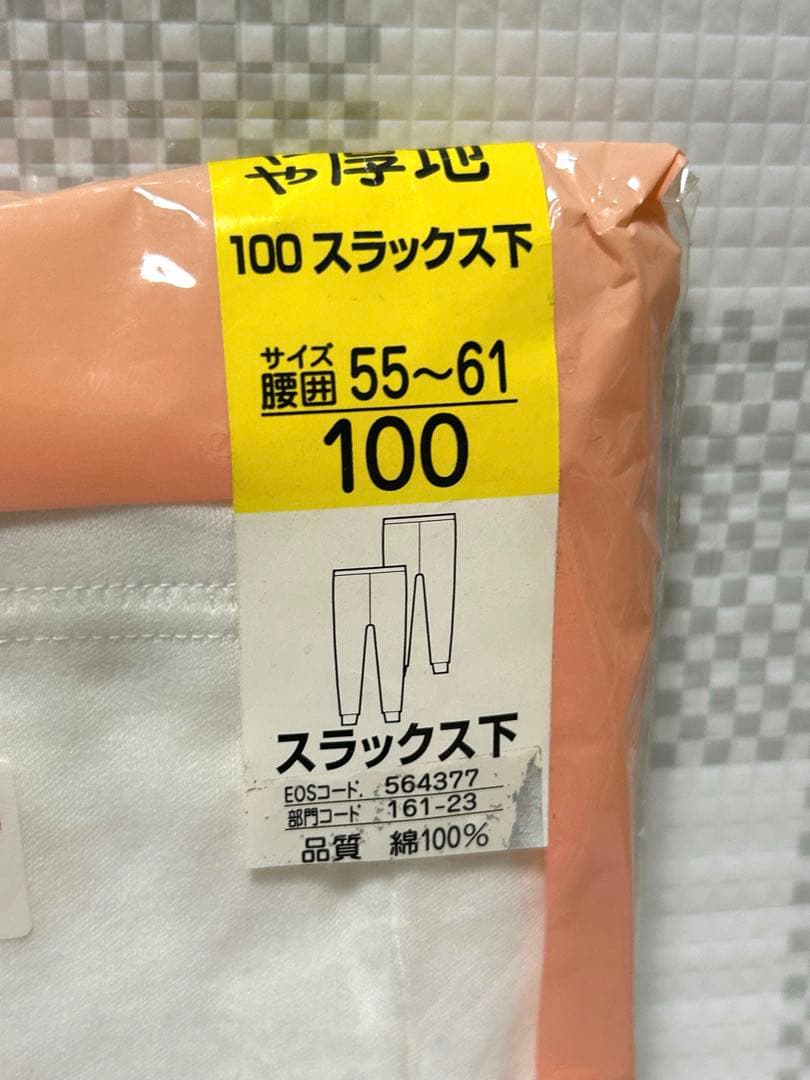 やや厚地
100 スラックス下
サイズ
腰囲 55〜61
100
スラックス下
EOSコード. 564377
部門コード 161-23
品質 綿100%